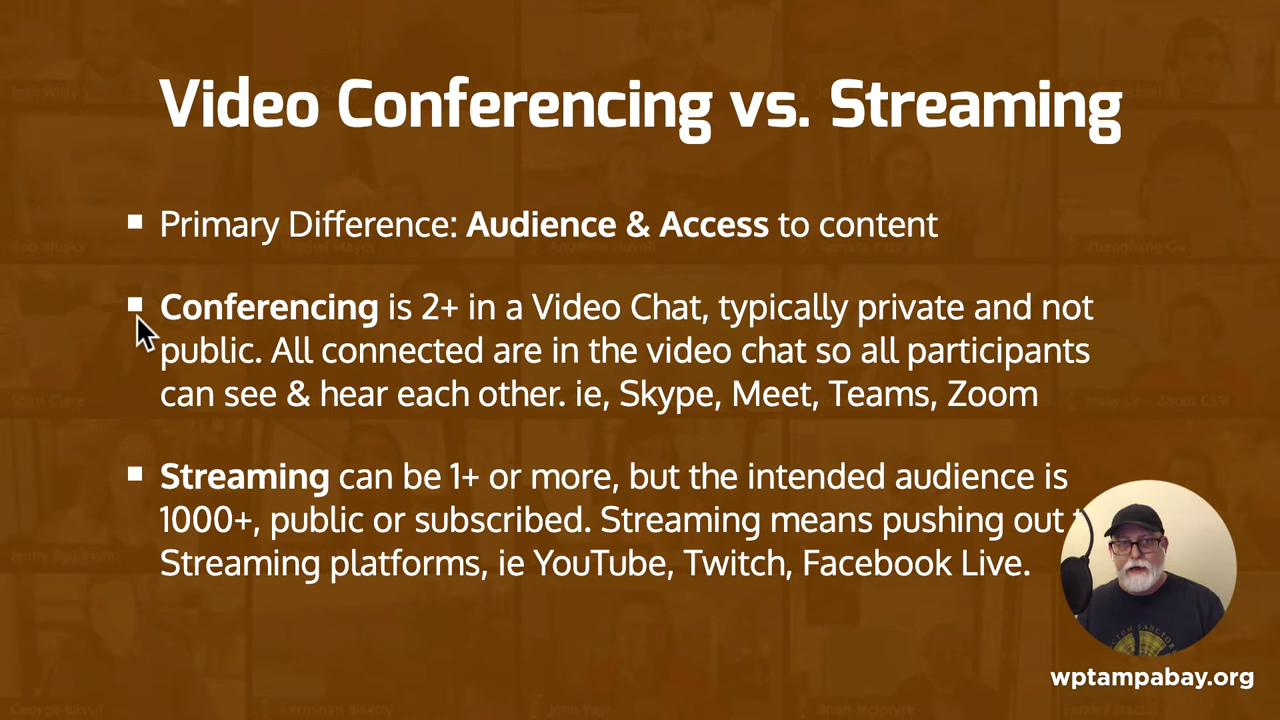 Video Conferencing vs. Streaming
Primary Difference: Audience & Access to content
Conferencing is 2+ in a Video Chat, typically private and not
public. All connected are in the video chat so all participants
can see & hear each other. ie, Skype, Meet, Teams, Zoom
Streaming can be 1+ or more, but the intended audience is
1000+, public or subscribed. Streaming means pushing out
Streaming platforms, ie YouTube, Twitch, Facebook Live.
wptampabay.org